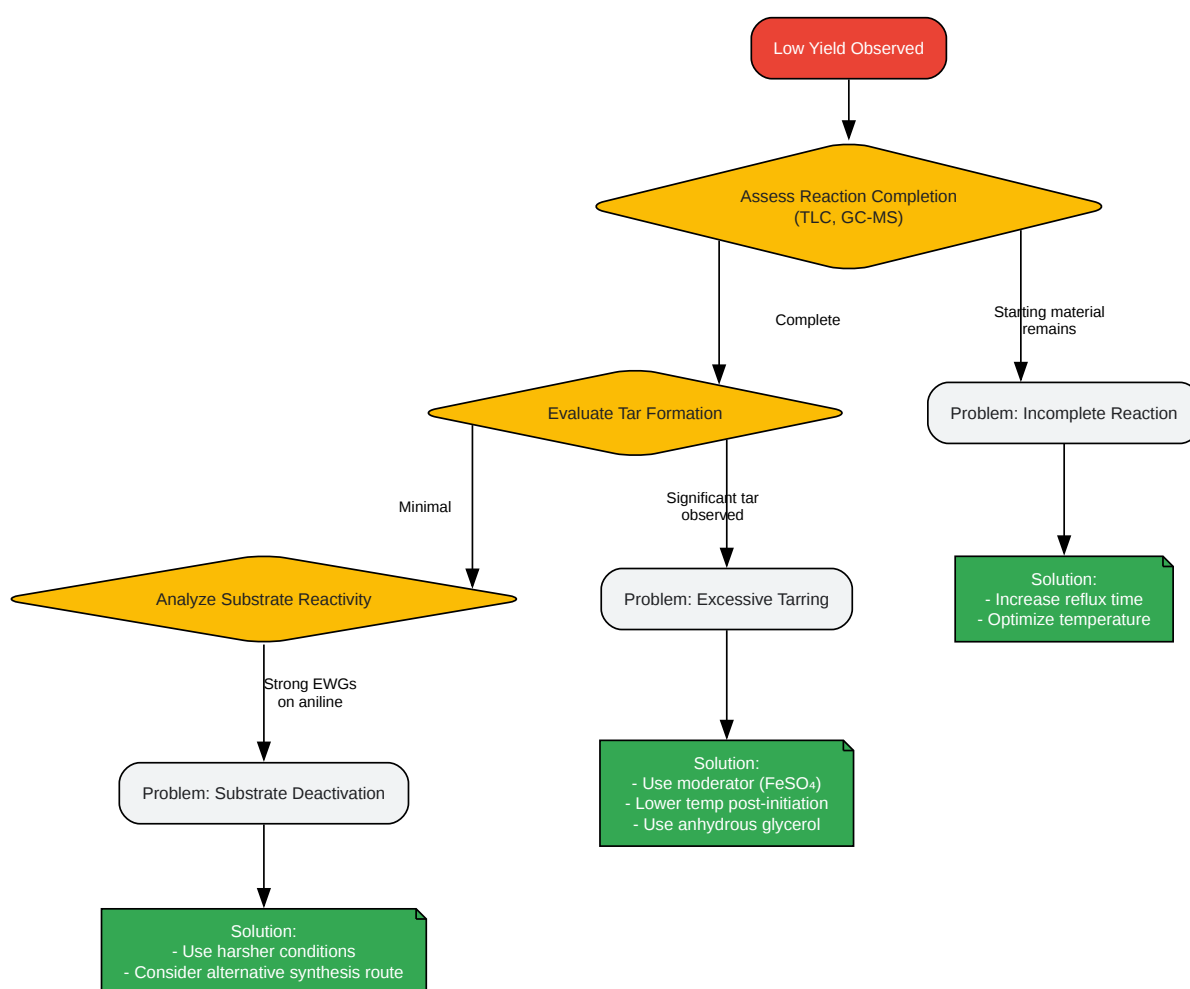 Low Yield Observed
Assess Reaction Completion
(TLC, GC-MS)
Complete
Starting material
remains
Evaluate Tar Formation
Problem: Incomplete Reaction
Minimal
Significant tar
observed
Analyze Substrate Reactivity
Problem: Excessive Tarring
Solution:
- Increase reflux time
- Optimize temperature
Strong EWGs
on aniline
Problem: Substrate Deactivation
Solution:
- Use moderator (FeSO₄)
- Lower temp post-initiation
- Use anhydrous glycerol
Solution:
- Use harsher conditions
- Consider alternative synthesis route